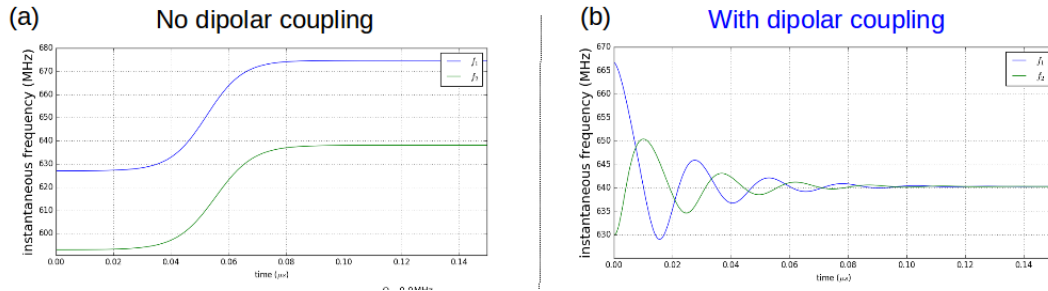 (a) No dipolar coupling
instantaneous frequency (MHz)
680
670
660
650
640
630
620
610
600
f₁
f₂
0.00 0.02 0.04 0.06 0.08 0.10 0.12 0.14
time (μs)
0.9MHz
(b) With dipolar coupling
instantaneous frequency (MHz)
670
665
660
655
650
645
640
635
630
f₁
f₂
0.00 0.02 0.04 0.06 0.08 0.10 0.12 0.14
time (μs)